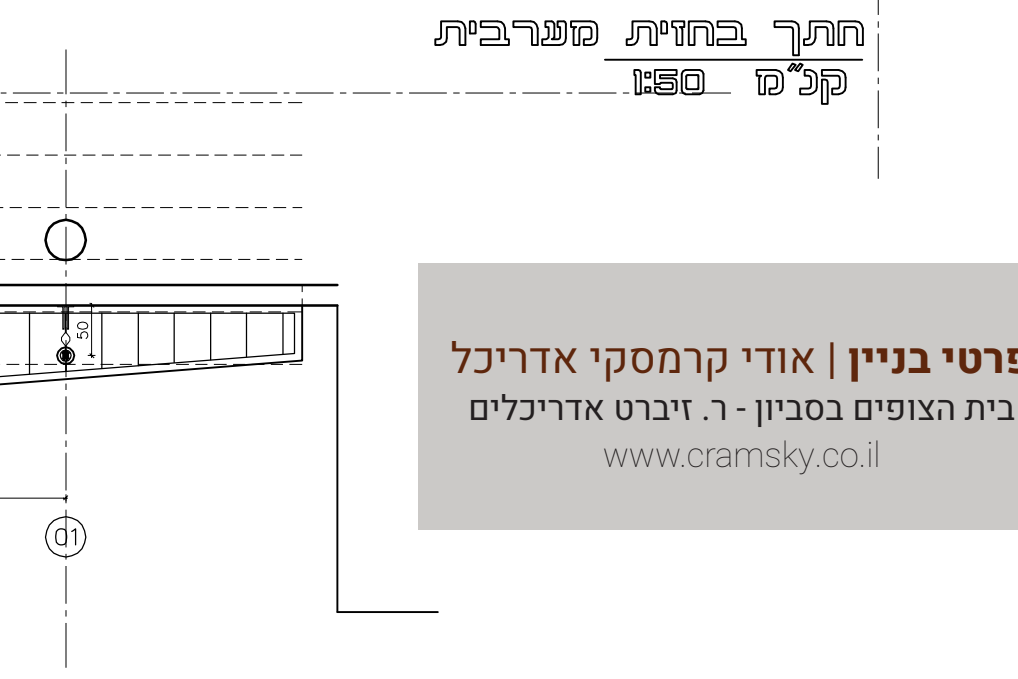 חתך בחזית מערבית
קנ"מ 1:50
50
פרטי בניין | אודי קרמסקי אדריכל
בית הצופים בסביון - ר. זיברט אדריכלים
www.cramsky.co.il
01